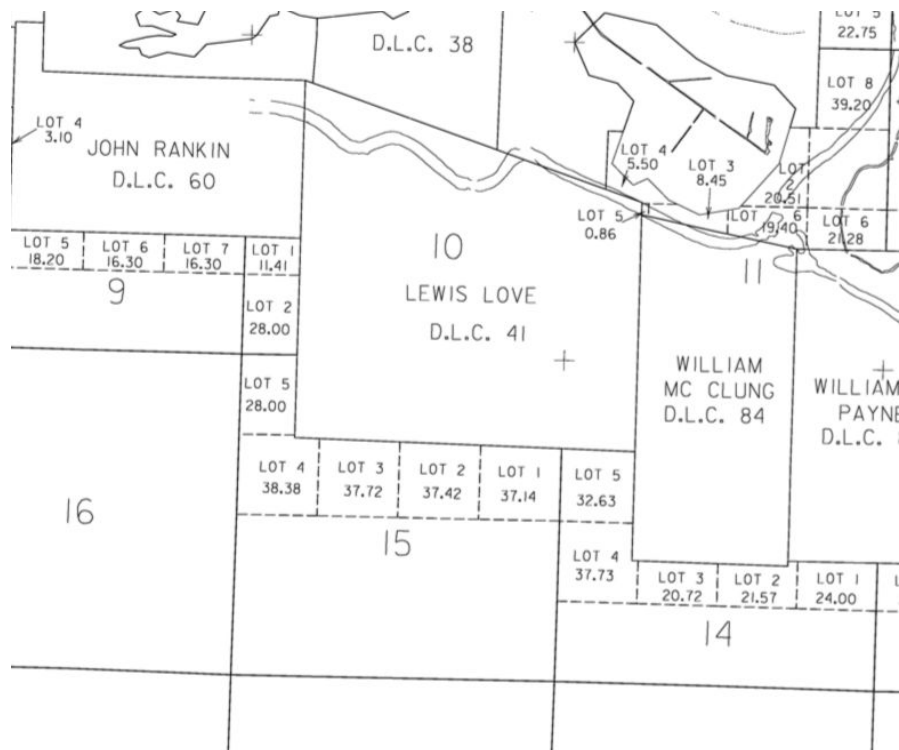 LOT 5
22.75
D.L.C. 38
LOT 8
39.20
LOT 4
3.10
JOHN RANKIN
D.L.C. 60
LOT 4
5.50
LOT 3
8.45
LOT
2
20.51
LOT 5
0.86
LOT 6
19.40
LOT 6
21.28
LOT 5
18.20
LOT 6
16.30
LOT 7
16.30
LOT 1
11.41
10
11
9
LEWIS LOVE
D.L.C. 41
LOT 2
28.00
WILLIAM
MC CLUNG
D.L.C. 84
WILLIAM
PAYNE
D.L.C.
LOT 5
28.00
LOT 4
38.38
LOT 3
37.72
LOT 2
37.42
LOT 1
37.14
LOT 5
32.63
16
15
LOT 4
37.73
LOT 3
20.72
LOT 2
21.57
LOT 1
24.00
14